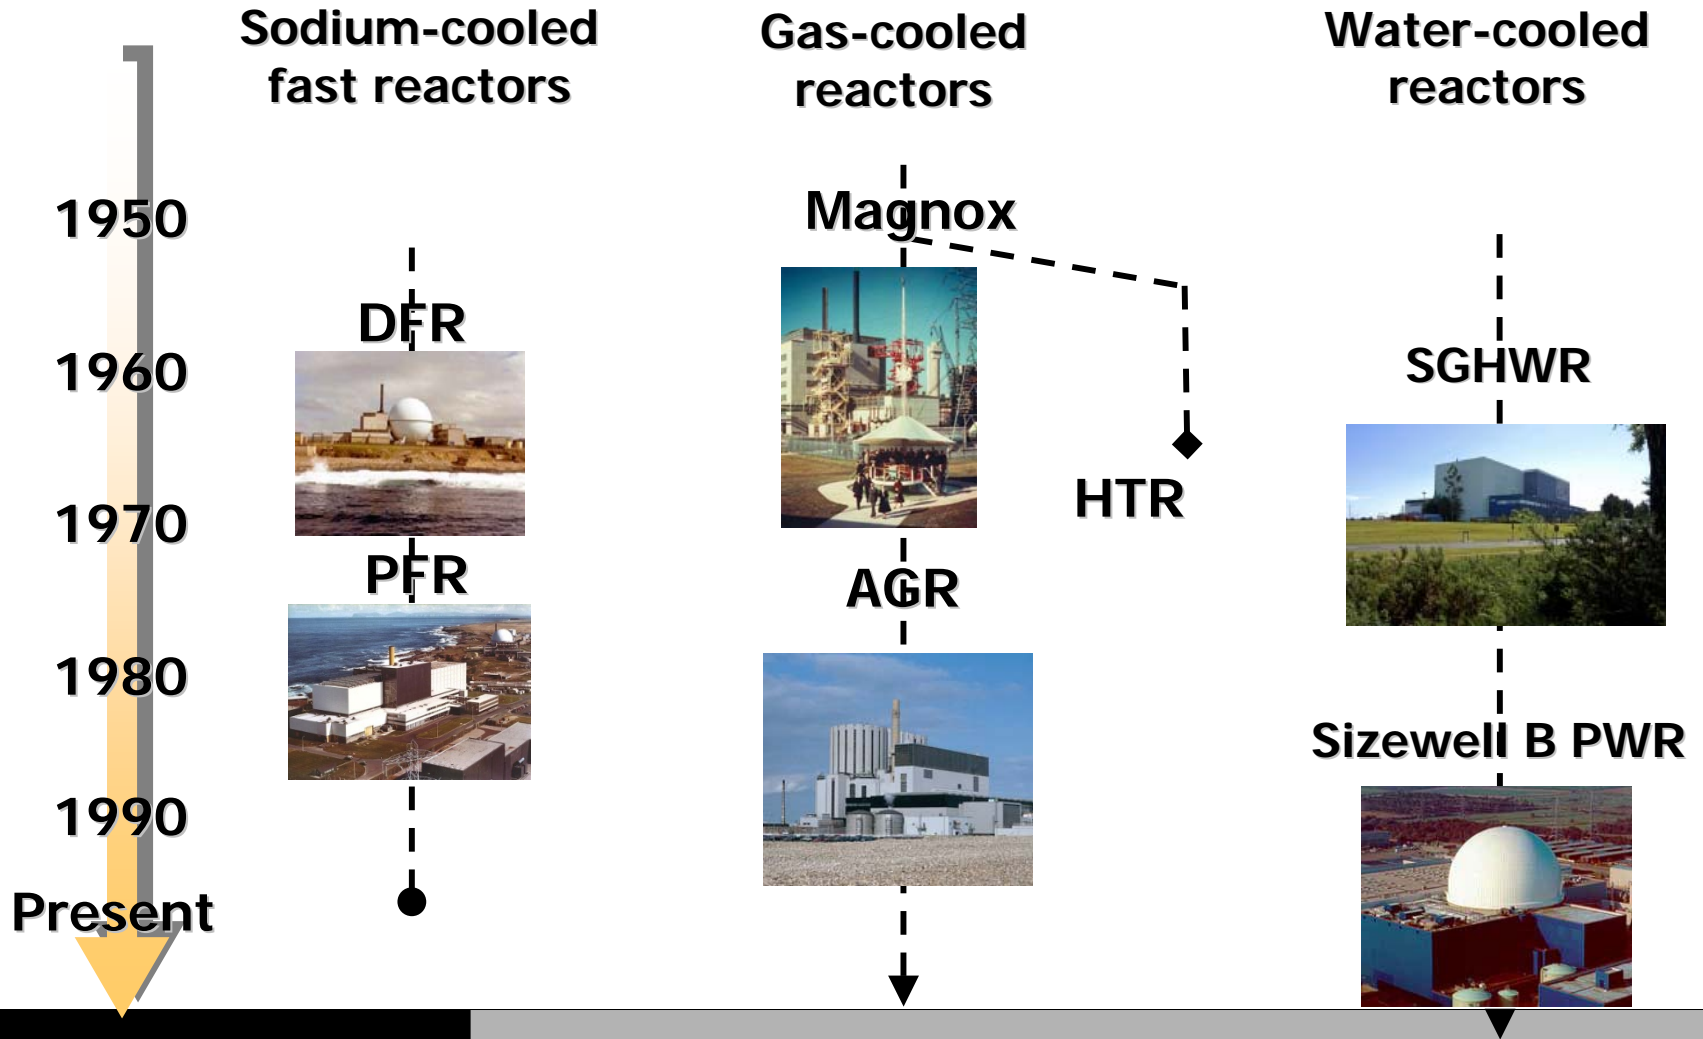 Sodium-cooled
fast reactors
Gas-cooled
reactors
Water-cooled
reactors
1950
1960
1970
1980
1990
Present
DFR
PFR
Magnox
HTR
AGR
SGHWR
Sizewell B PWR